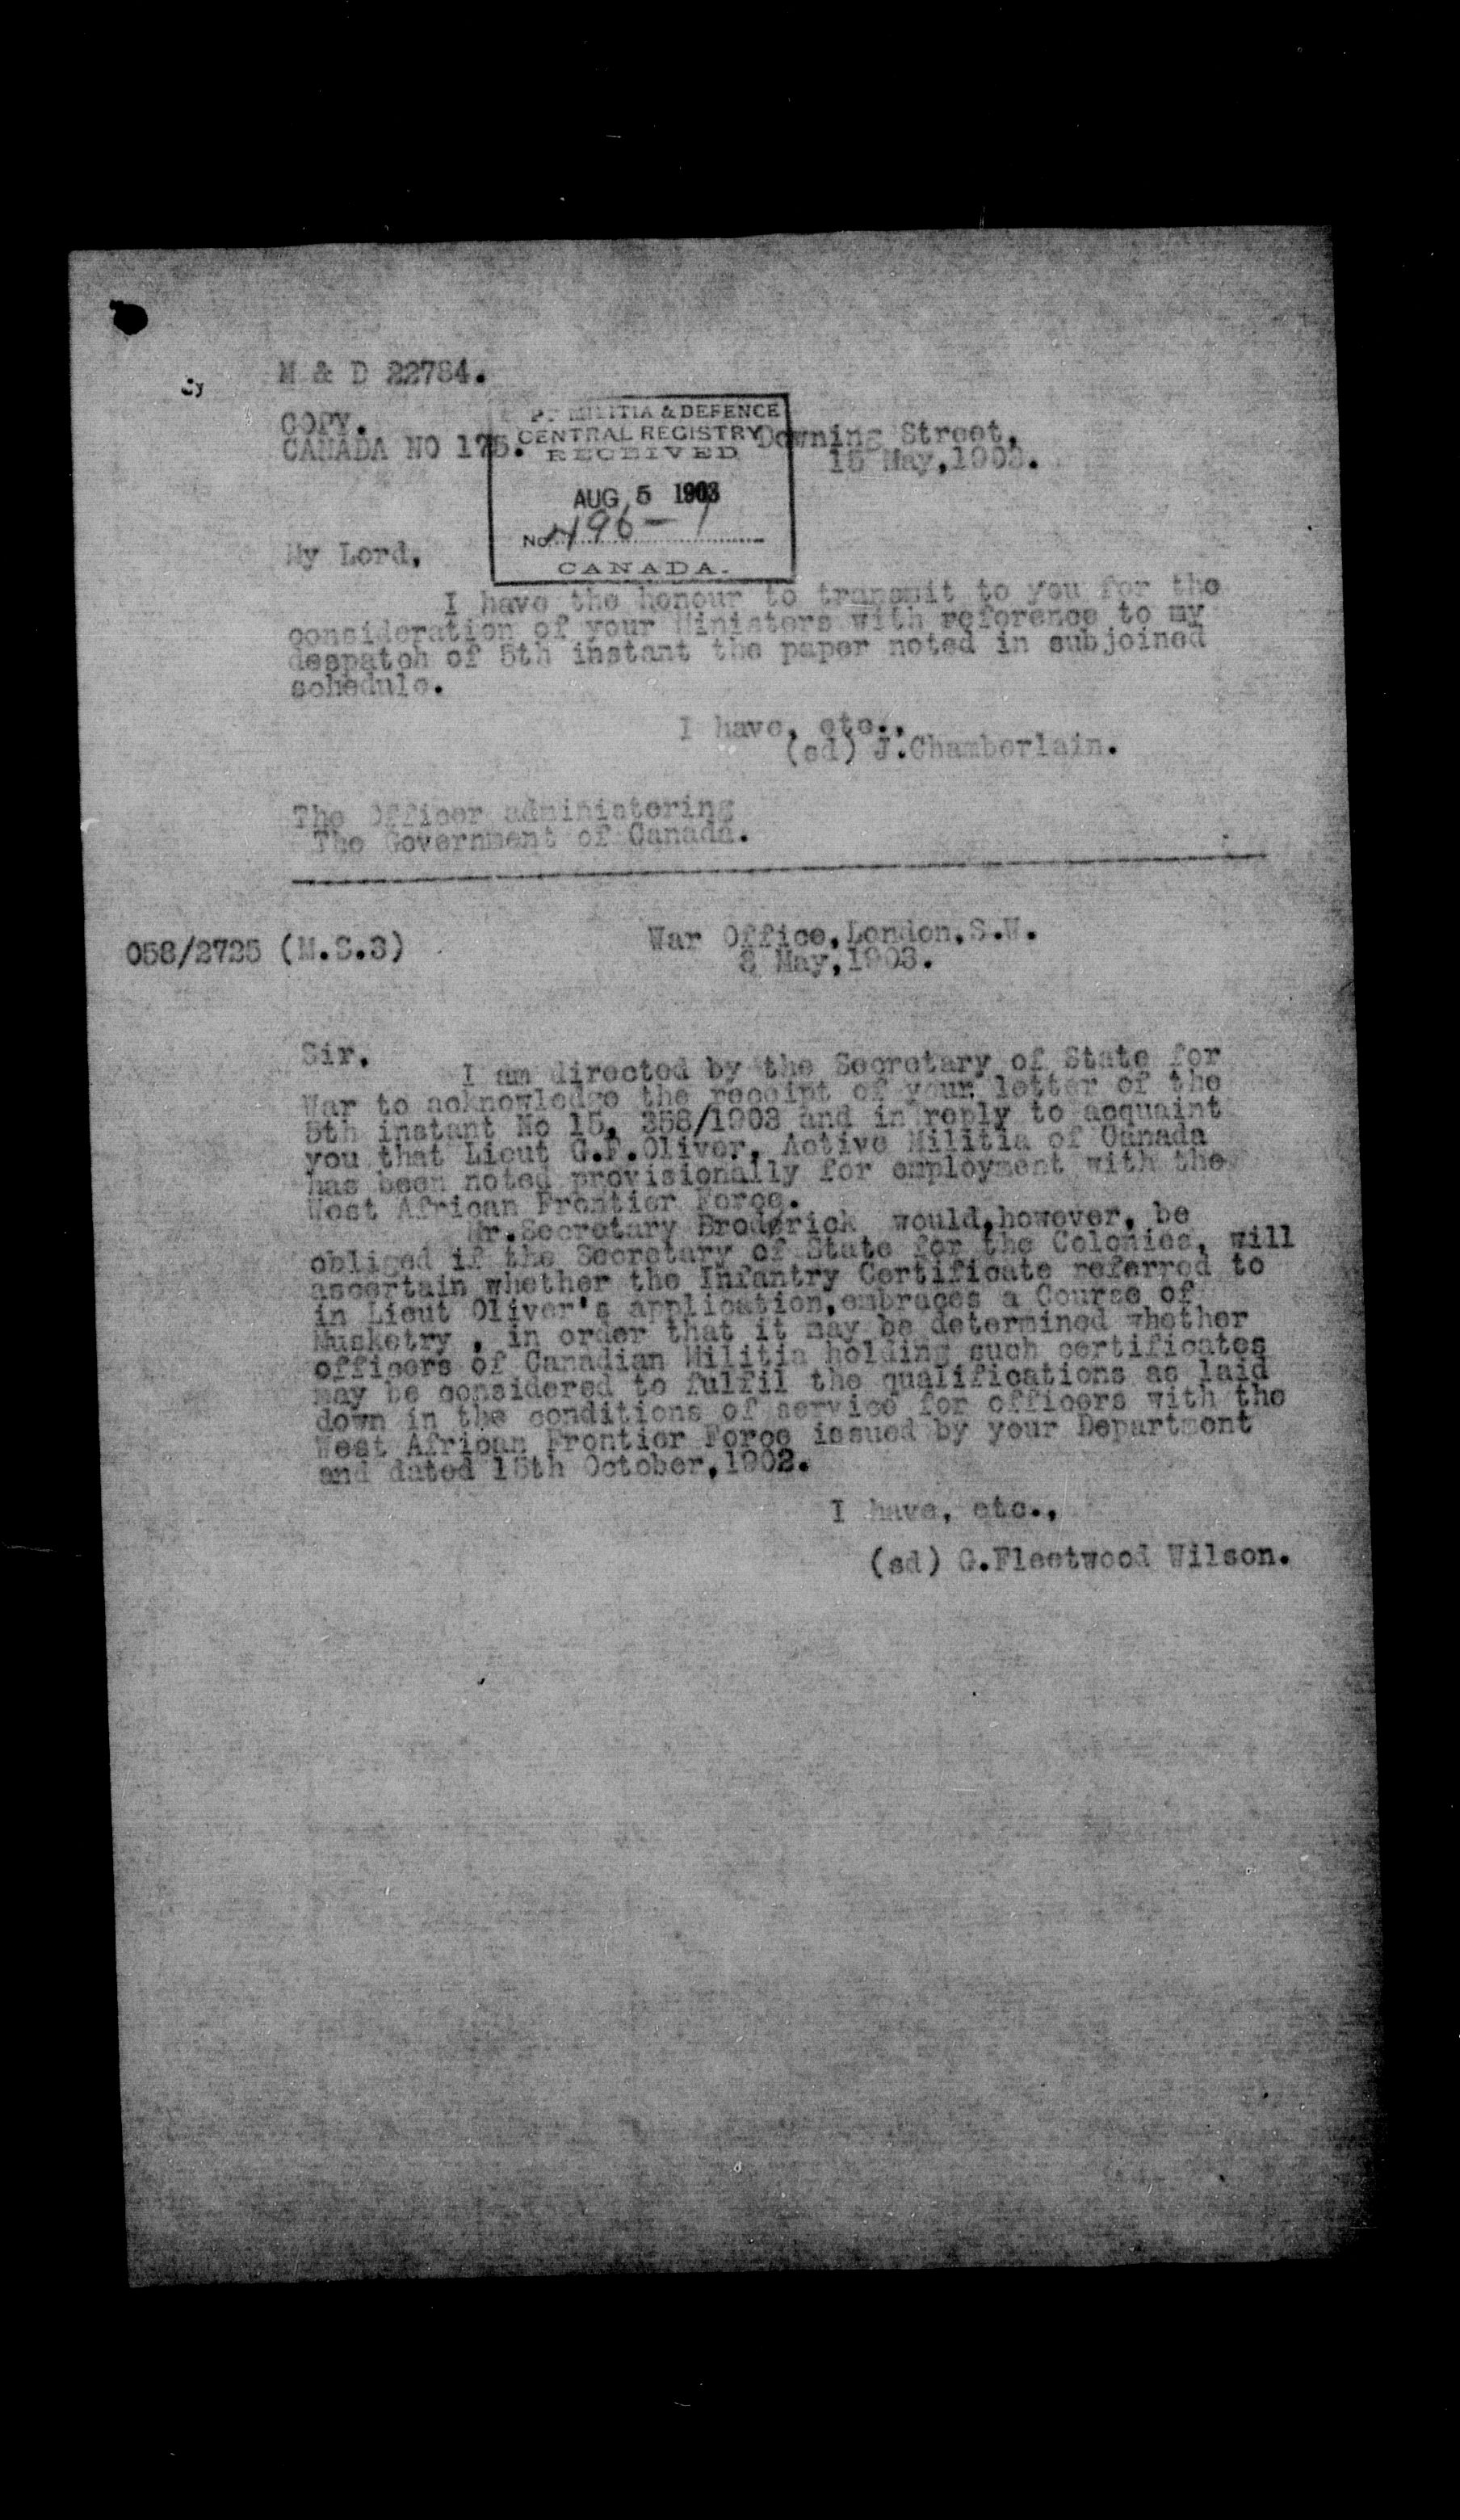 M & D 22784.
COPY.
CANADA NO 175.
MILITIA & DEFENCE
CENTRAL REGISTRY
RECEIVED
AUG 5 1903
No 496-1
CANADA.
Downing Street,
15 May,1903.
My Lord,
I have the honour to transmit to you for the
consideration of your Ministers with reference to my
despatch of 5th instant the paper noted in subjoined
schedule.
I have, etc.,
(sd) J.Chamberlain.
The Officer administering
The Government of Canada.
058/2725 (M.S.3)
War Office,London,S.W.
8 May,1903.
Sir,
I am directed by the Secretary of State for
War to acknowledge the receipt of your letter of the
5th instant No 15, 358/1903 and in reply to acquaint
you that Lieut G.F.Oliver, Active Militia of Canada
has been noted provisionally for employment with the
West African Frontier Force.
Mr.Secretary Broderick would,however, be
obliged if the Secretary of State for the Colonies, will
ascertain whether the Infantry Certificate referred to
in Lieut Oliver's application,embraces a Course of
Musketry , in order that it may be determined whether
officers of Canadian Militia holding such certificates
may be considered to fulfil the qualifications as laid
down in the conditions of service for officers with the
West African Frontier Force issued by your Department
and dated 15th October,1902.
I have, etc.,
(sd) G.Fleetwood Wilson.